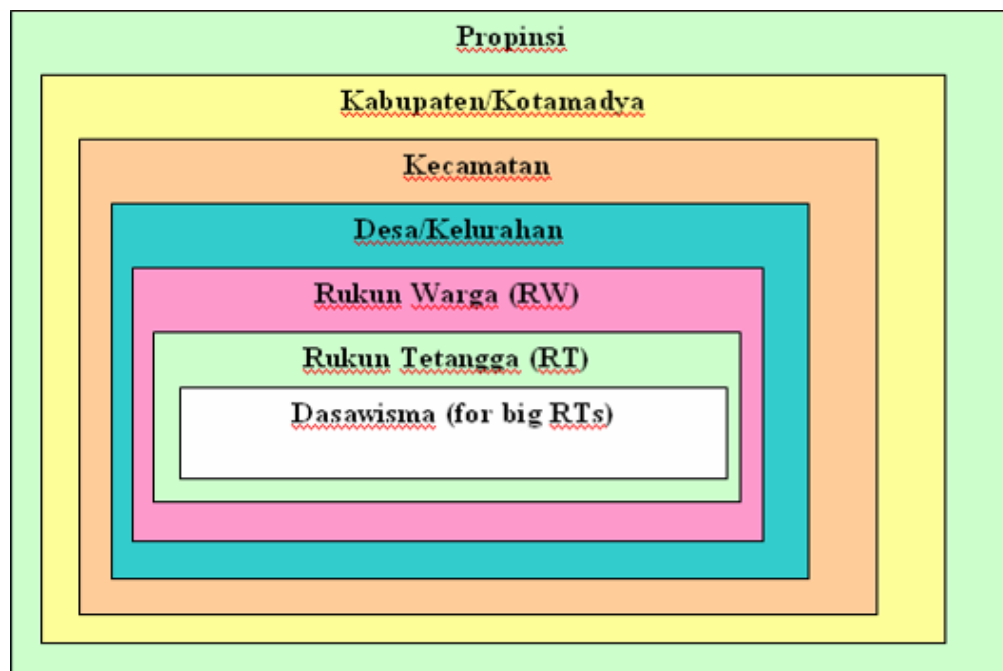 Propinsi
Kabupaten/Kotamadya
Kecamatan
Desa/Kelurahan
Rukun Warga (RW)
Rukun Tetangga (RT)
Dasawisma (for big RTs)